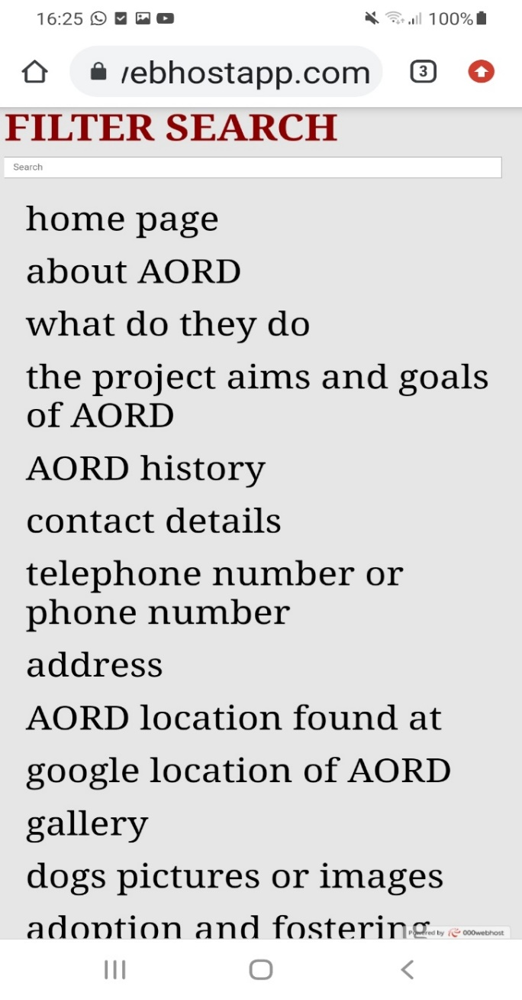 16:25 100%
/ebhostapp.com 3
FILTER SEARCH
Search
home page
about AORD
what do they do
the project aims and goals
of AORD
AORD history
contact details
telephone number or
phone number
address
AORD location found at
google location of AORD
gallery
dogs pictures or images
adoption and fostering
Powered by 000webhost